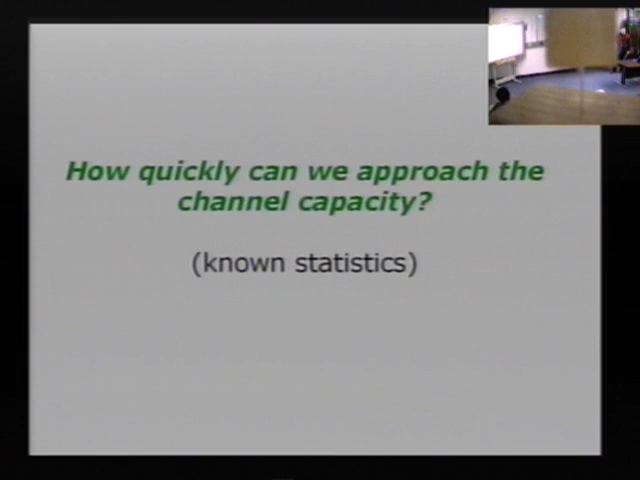 How quickly can we approach the
channel capacity?
(known statistics)